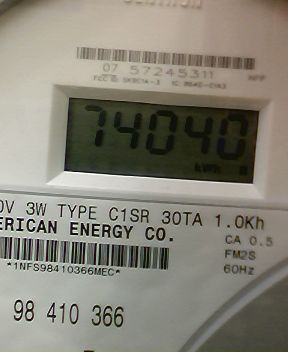 07 57245311
74040
kWh
0V 3W TYPE C1SR 30TA 1.0Kh
ERICAN ENERGY CO.
CA 0.5
FM2S
60Hz
*1NFS98410366MEC*
98 410 366